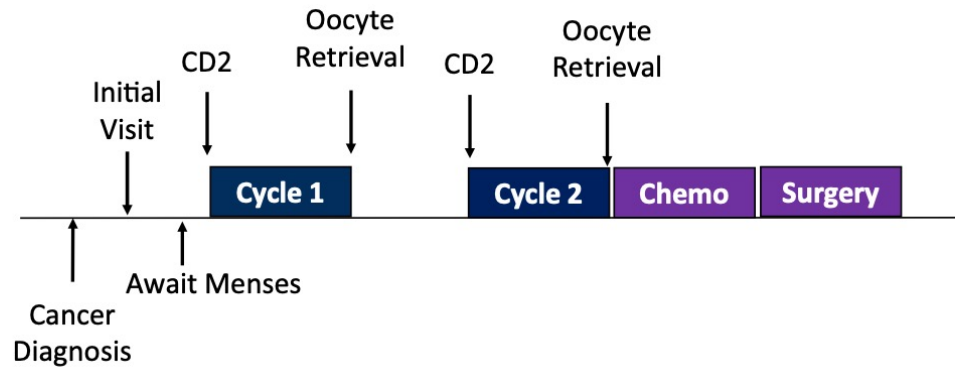 Oocyte
Retrieval
CD2
Oocyte
Retrieval
CD2
Initial
Visit
Cycle 1
Cycle 2
Chemo
Surgery
Await Menses
Cancer
Diagnosis